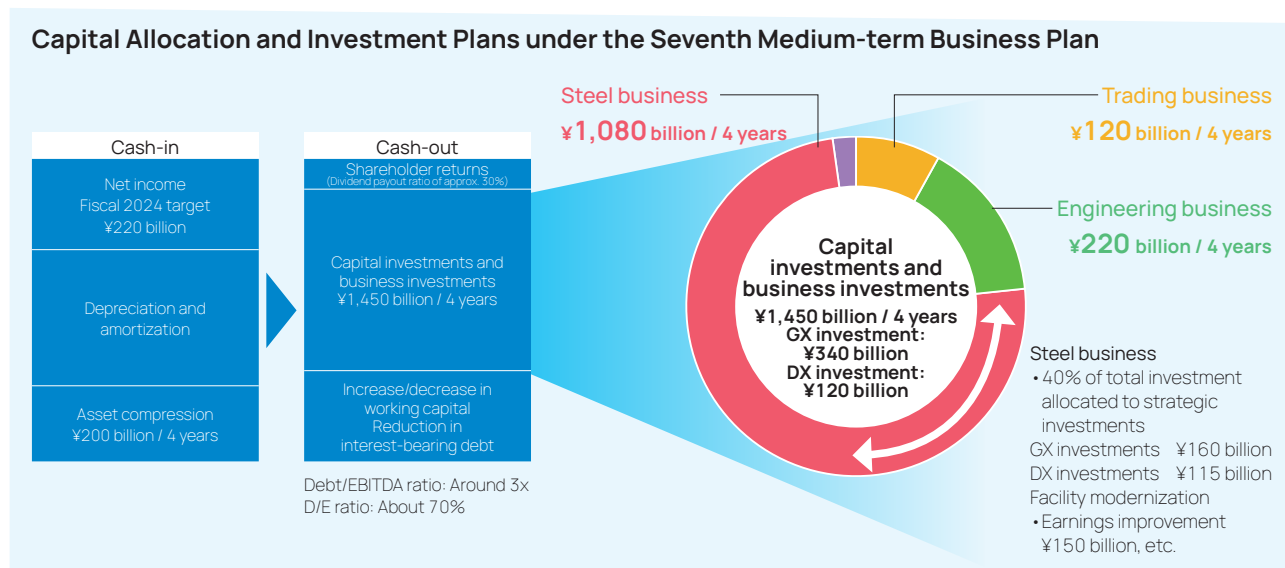 Capital Allocation and Investment Plans under the Seventh Medium-term Business Plan
Cash-in
Net income
Fiscal 2024 target
¥220 billion
Depreciation and
amortization
Asset compression
¥200 billion / 4 years
Cash-out
Shareholder returns
(Dividend payout ratio of approx. 30%)
Capital investments and
business investments
¥1,450 billion / 4 years
Increase/decrease in
working capital
Reduction in
interest-bearing debt
Debt/EBITDA ratio: Around 3x
D/E ratio: About 70%
Steel business
¥1,080 billion / 4 years
Trading business
¥120 billion / 4 years
Engineering business
¥220 billion / 4 years
Capital
investments and
business investments
¥1,450 billion / 4 years
GX investment:
¥340 billion
DX investment:
¥120 billion
Steel business
•40% of total investment
allocated to strategic
investments
GX investments ¥160 billion
DX investments ¥115 billion
Facility modernization
•Earnings improvement
¥150 billion, etc.